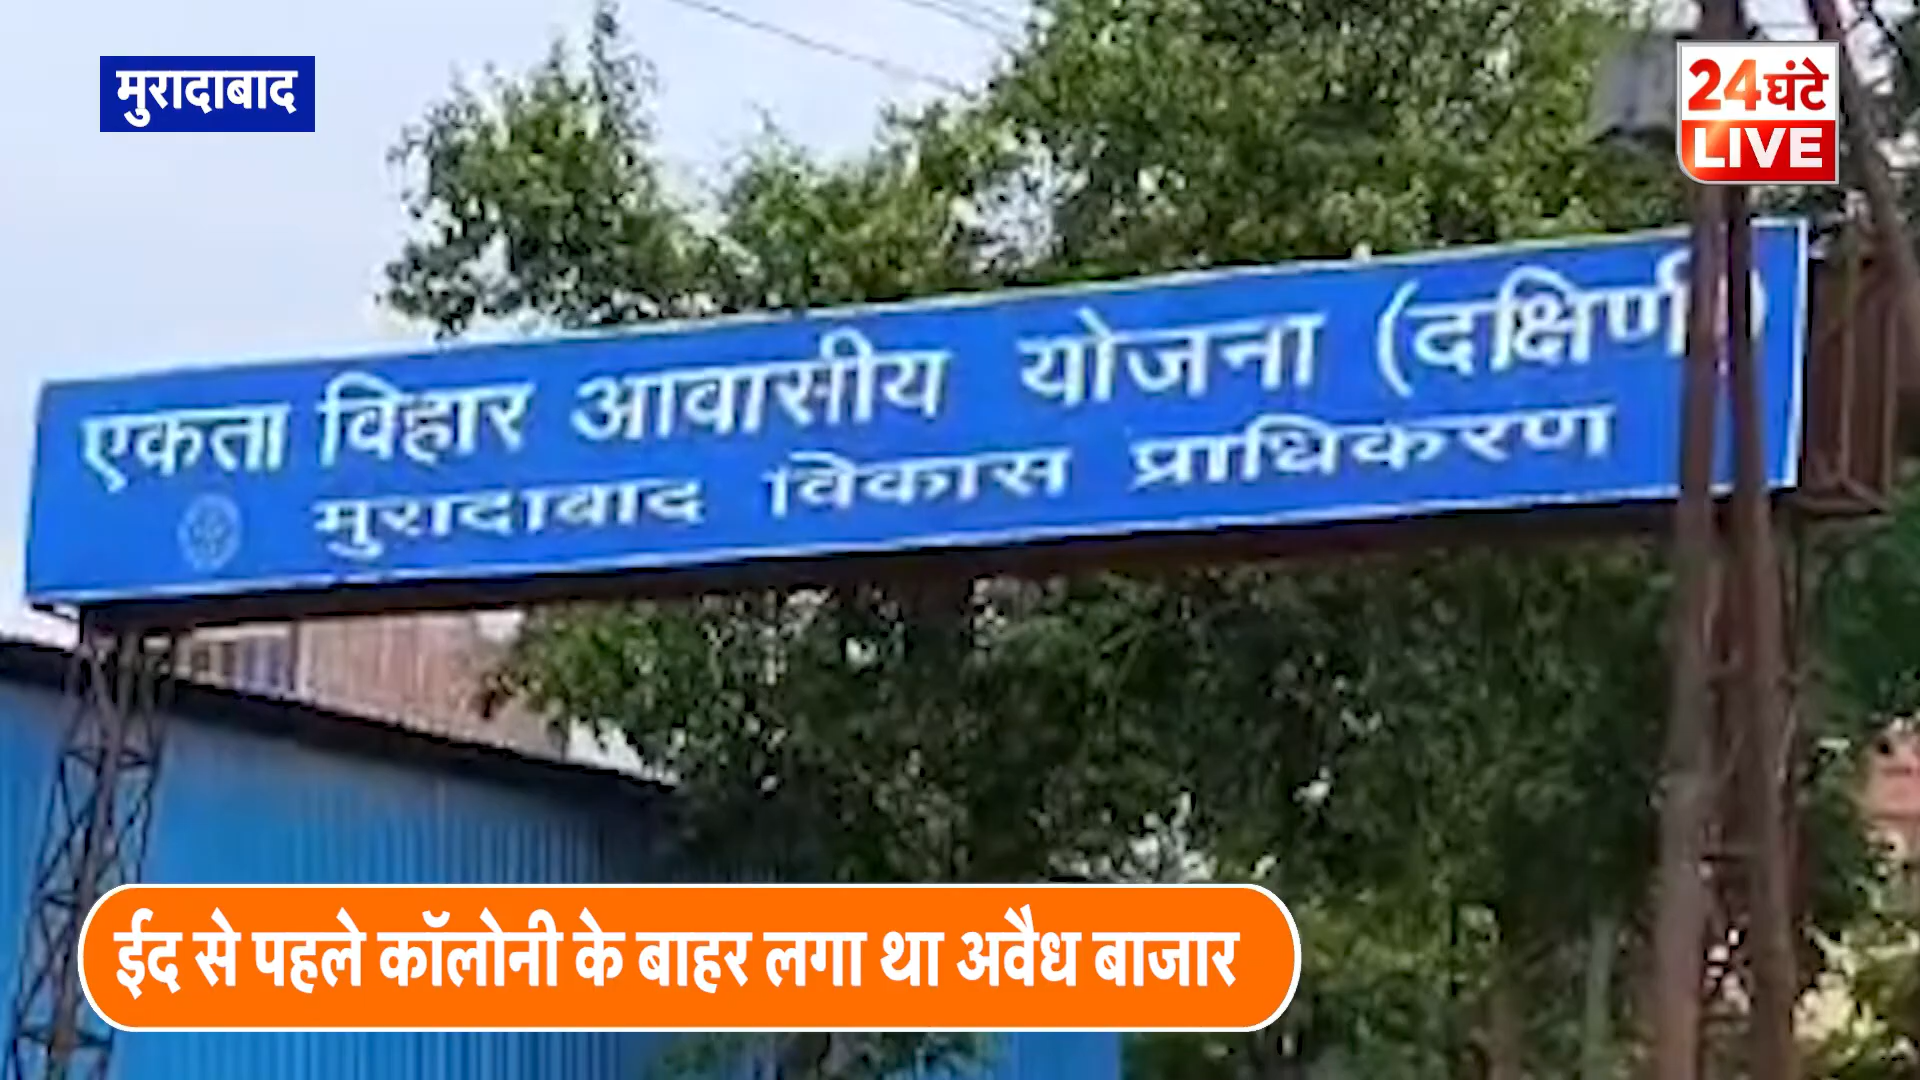 मुरादाबाद
24घंटे
LIVE
एकता विहार आवासीय योजना (दक्षिणी)
मुरादाबाद विकास प्राधिकरण
ईद से पहले कॉलोनी के बाहर लगा था अवैध बाजार